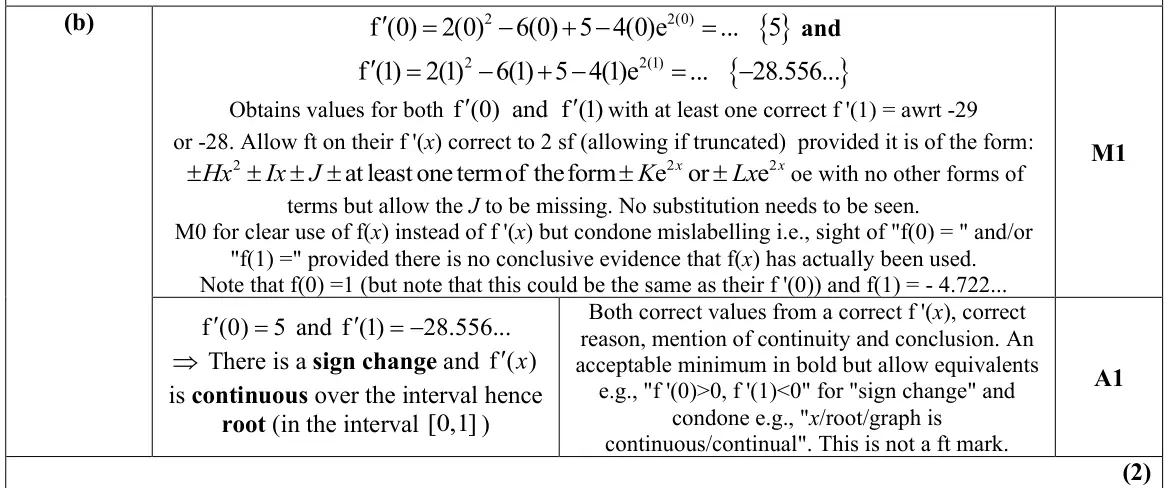 (b)
f′(0) = 2(0)² − 6(0) + 5 − 4(0)e²⁽⁰⁾ = ... {5} and
f′(1) = 2(1)² − 6(1) + 5 − 4(1)e²⁽¹⁾ = ... {−28.556...}
Obtains values for both f′(0) and f′(1) with at least one correct f '(1) = awrt -29
or -28. Allow ft on their f '(x) correct to 2 sf (allowing if truncated) provided it is of the form:
±Hx² ± Ix ± J ± at least one term of the form ± Ke²ˣ or ± Lxe²ˣ oe with no other forms of
terms but allow the J to be missing. No substitution needs to be seen.
M0 for clear use of f(x) instead of f '(x) but condone mislabelling i.e., sight of "f(0) = " and/or
"f(1) =" provided there is no conclusive evidence that f(x) has actually been used.
Note that f(0) =1 (but note that this could be the same as their f '(0)) and f(1) = - 4.722...
M1
f′(0) = 5 and f′(1) = −28.556...
⇒ There is a sign change and f′(x)
is continuous over the interval hence
root (in the interval [0,1] )
Both correct values from a correct f '(x), correct
reason, mention of continuity and conclusion. An
acceptable minimum in bold but allow equivalents
e.g., "f '(0)>0, f '(1)<0" for "sign change" and
condone e.g., "x/root/graph is
continuous/continual". This is not a ft mark.
A1
(2)